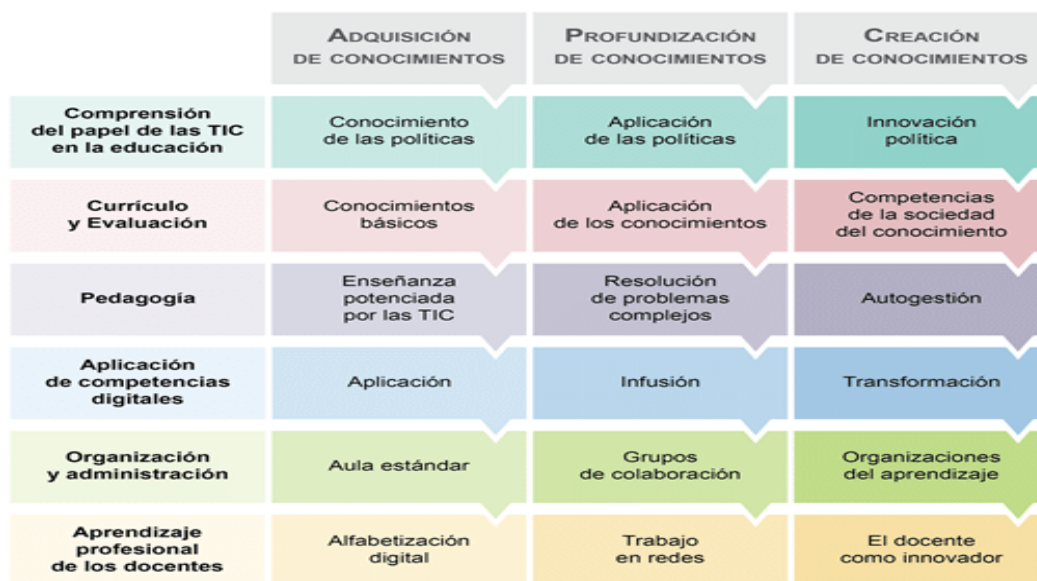 ADQUISICIÓN
DE CONOCIMIENTOS
PROFUNDIZACIÓN
DE CONOCIMIENTOS
CREACIÓN
DE CONOCIMIENTOS
Comprensión
del papel de las TIC
en la educación
Conocimiento
de las políticas
Aplicación
de las políticas
Innovación
política
Currículo
y Evaluación
Conocimientos
básicos
Aplicación
de los conocimientos
Competencias
de la sociedad
del conocimiento
Pedagogía
Enseñanza
potenciada
por las TIC
Resolución
de problemas
complejos
Autogestión
Aplicación
de competencias
digitales
Aplicación
Infusión
Transformación
Organización
y administración
Aula estándar
Grupos
de colaboración
Organizaciones
del aprendizaje
Aprendizaje
profesional
de los docentes
Alfabetización
digital
Trabajo
en redes
El docente
como innovador